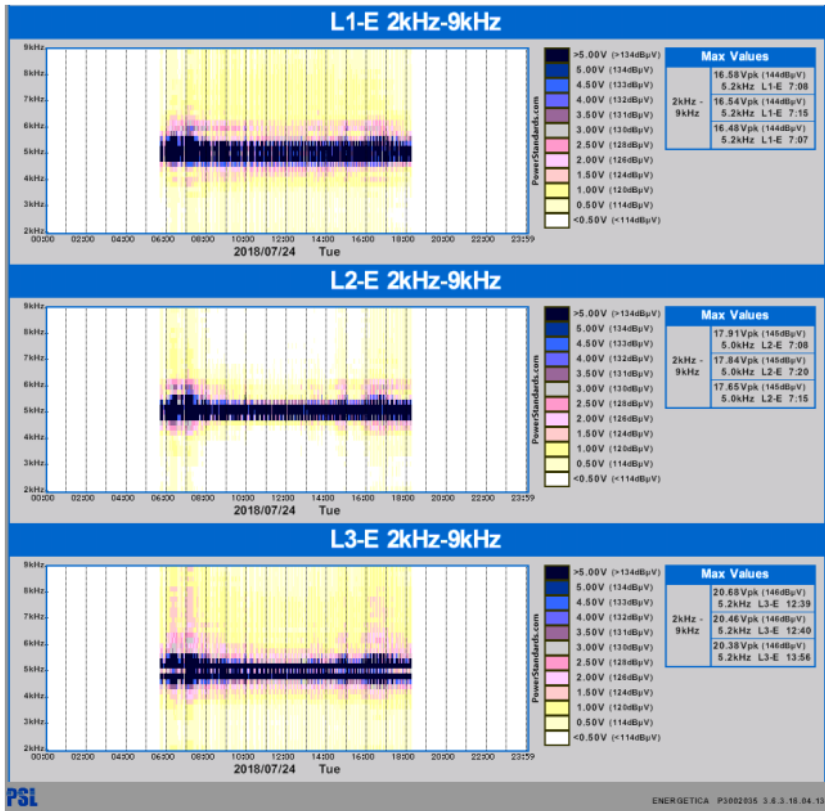 L1-E 2kHz-9kHz
9kHz
8kHz
7kHz
6kHz
5kHz
4kHz
3kHz
2kHz
00:00 02:00 04:00 06:00 08:00 10:00 12:00 14:00 16:00 18:00 20:00 22:00 23:59
2018/07/24 Tue
PowerStandards.com
>5.00V (>134dBµV)
5.00V (134dBµV)
4.50V (133dBµV)
4.00V (132dBµV)
3.50V (131dBµV)
3.00V (130dBµV)
2.50V (128dBµV)
2.00V (126dBµV)
1.50V (124dBµV)
1.00V (120dBµV)
0.50V (114dBµV)
<0.50V (<114dBµV)
Max Values
2kHz - 9kHz
16.58Vpk (144dBµV)
5.2kHz L1-E 7:08
16.54Vpk (144dBµV)
5.2kHz L1-E 7:15
16.48Vpk (144dBµV)
5.2kHz L1-E 7:07
L2-E 2kHz-9kHz
9kHz
8kHz
7kHz
6kHz
5kHz
4kHz
3kHz
2kHz
00:00 02:00 04:00 06:00 08:00 10:00 12:00 14:00 16:00 18:00 20:00 22:00 23:59
2018/07/24 Tue
PowerStandards.com
>5.00V (>134dBµV)
5.00V (134dBµV)
4.50V (133dBµV)
4.00V (132dBµV)
3.50V (131dBµV)
3.00V (130dBµV)
2.50V (128dBµV)
2.00V (126dBµV)
1.50V (124dBµV)
1.00V (120dBµV)
0.50V (114dBµV)
<0.50V (<114dBµV)
Max Values
2kHz - 9kHz
17.91Vpk (145dBµV)
5.0kHz L2-E 7:08
17.84Vpk (145dBµV)
5.0kHz L2-E 7:20
17.65Vpk (145dBµV)
5.0kHz L2-E 7:15
L3-E 2kHz-9kHz
9kHz
8kHz
7kHz
6kHz
5kHz
4kHz
3kHz
2kHz
00:00 02:00 04:00 06:00 08:00 10:00 12:00 14:00 16:00 18:00 20:00 22:00 23:59
2018/07/24 Tue
PowerStandards.com
>5.00V (>134dBµV)
5.00V (134dBµV)
4.50V (133dBµV)
4.00V (132dBµV)
3.50V (131dBµV)
3.00V (130dBµV)
2.50V (128dBµV)
2.00V (126dBµV)
1.50V (124dBµV)
1.00V (120dBµV)
0.50V (114dBµV)
<0.50V (<114dBµV)
Max Values
2kHz - 9kHz
20.68Vpk (146dBµV)
5.2kHz L3-E 12:39
20.46Vpk (146dBµV)
5.2kHz L3-E 12:40
20.38Vpk (146dBµV)
5.2kHz L3-E 13:56
PSL
ENERGETICA P3002035 3.6.3.16.04.13